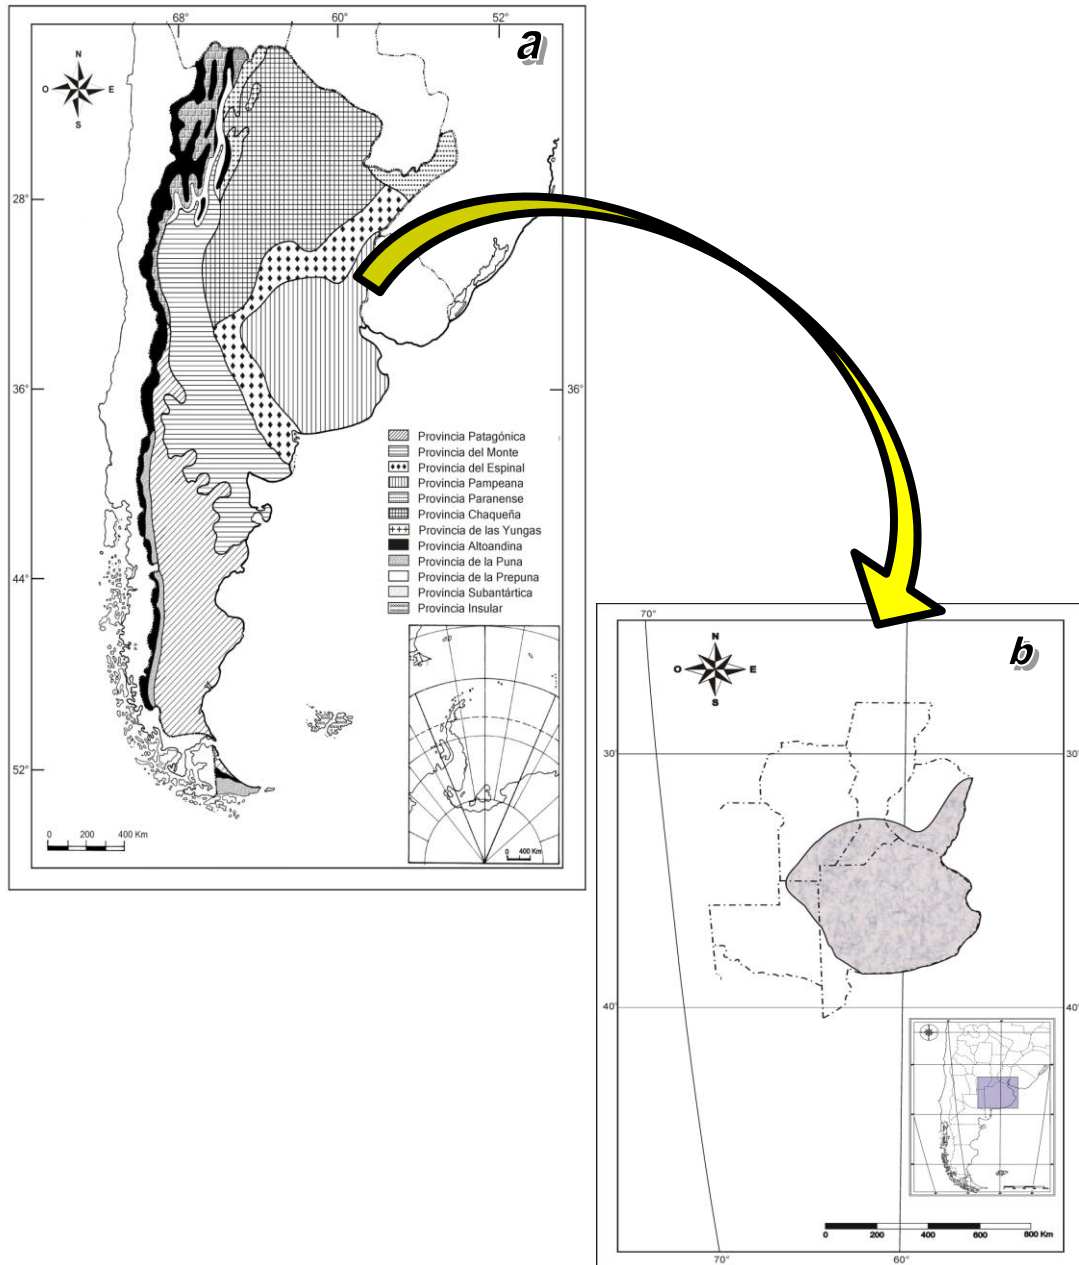 68°
60°
52°
a
N
O
E
S
28°
36°
36°
Provincia Patagónica
Provincia del Monte
Provincia del Espinal
Provincia Pampeana
Provincia Paranense
Provincia Chaqueña
Provincia de las Yungas
Provincia Altoandina
Provincia de la Puna
Provincia de la Prepuna
Provincia Subantártica
Provincia Insular
44°
52°
0 200 400 Km
0 400 Km
70°
b
N
O
E
S
30°
30°
40°
40°
0 200 400 600 800 Km
70°
60°